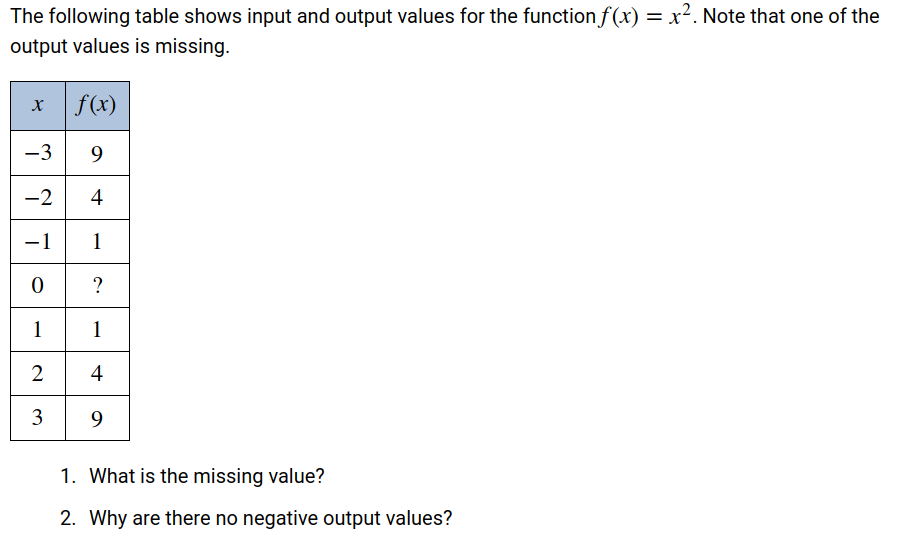 The following table shows input and output values for the function f(x) = x². Note that one of the
output values is missing.
x f(x)
−3 9
−2 4
−1 1
0 ?
1 1
2 4
3 9
1. What is the missing value?
2. Why are there no negative output values?